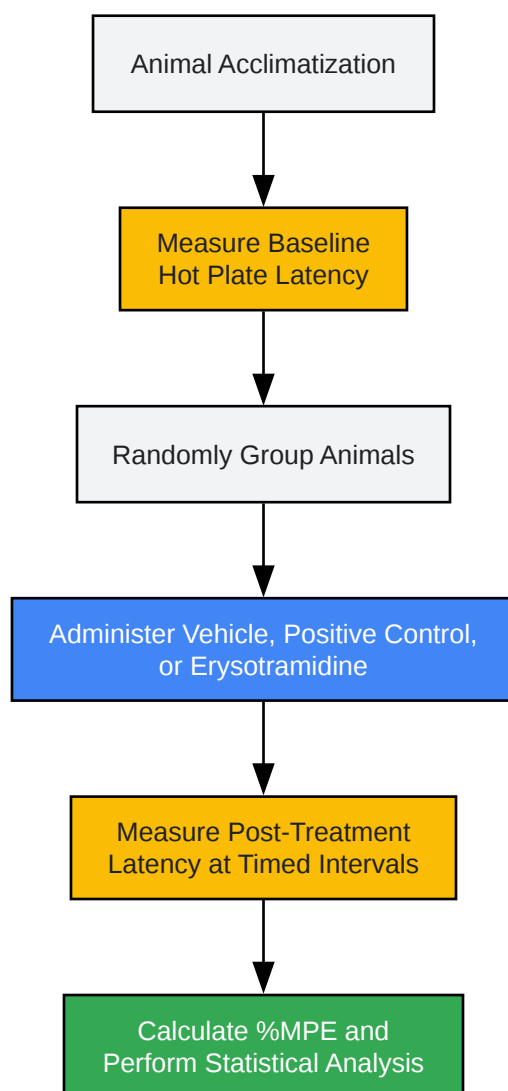 Animal Acclimatization
Measure Baseline
Hot Plate Latency
Randomly Group Animals
Administer Vehicle, Positive Control,
or Erysotramidine
Measure Post-Treatment
Latency at Timed Intervals
Calculate %MPE and
Perform Statistical Analysis